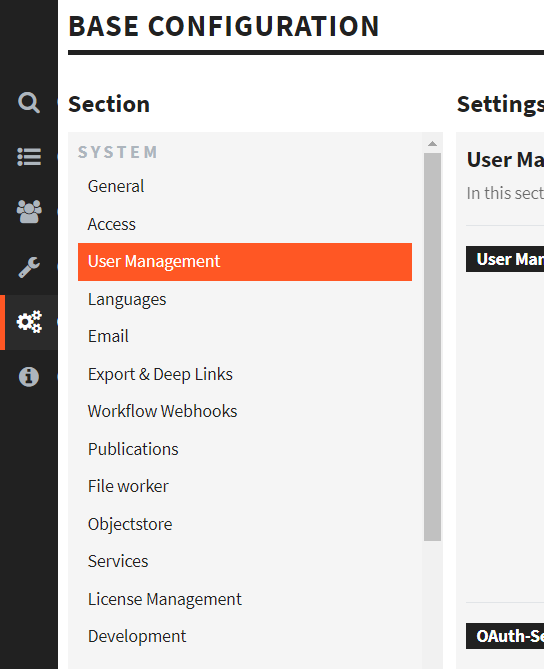 BASE CONFIGURATION
Section
SYSTEM
General
Access
User Management
Languages
Email
Export & Deep Links
Workflow Webhooks
Publications
File worker
Objectstore
Services
License Management
Development
Settings
User Ma
In this sect
User Mar
OAuth-Se